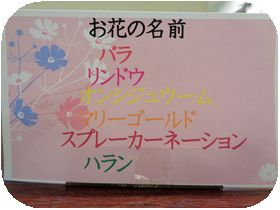 お花の名前
バラ
リンドウ
オンシジュウーム
マリーゴールド
スプレーカーネーション
ハラン